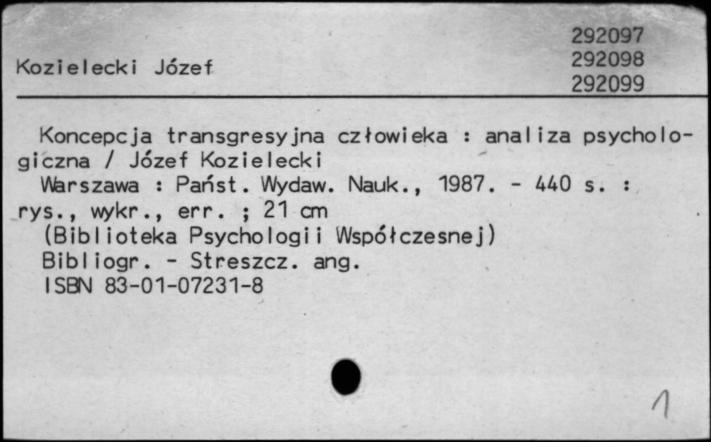 292097
Kozielecki Józef 292098
292099
Koncepcja transgresyjna człowieka : analiza psycholo-
giczna / Józef Kozielecki
Warszawa : Państ. Wydaw. Nauk., 1987. - 440 s. :
rys., wykr., err. ; 21 cm
(Biblioteka Psychologii Współczesnej)
Bibliogr. - Streszcz. ang.
ISBN 83-01-07231-8
1